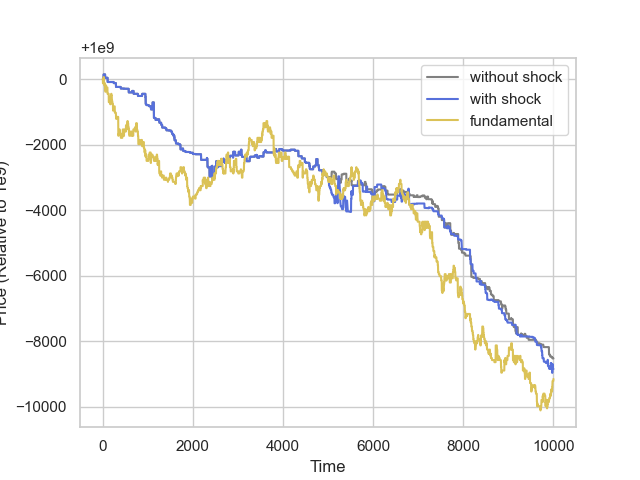 +1e9
0
−2000
−4000
−6000
−8000
−10000
Price (Relative to 1e9)
without shock
with shock
fundamental
0
2000
4000
6000
8000
10000
Time